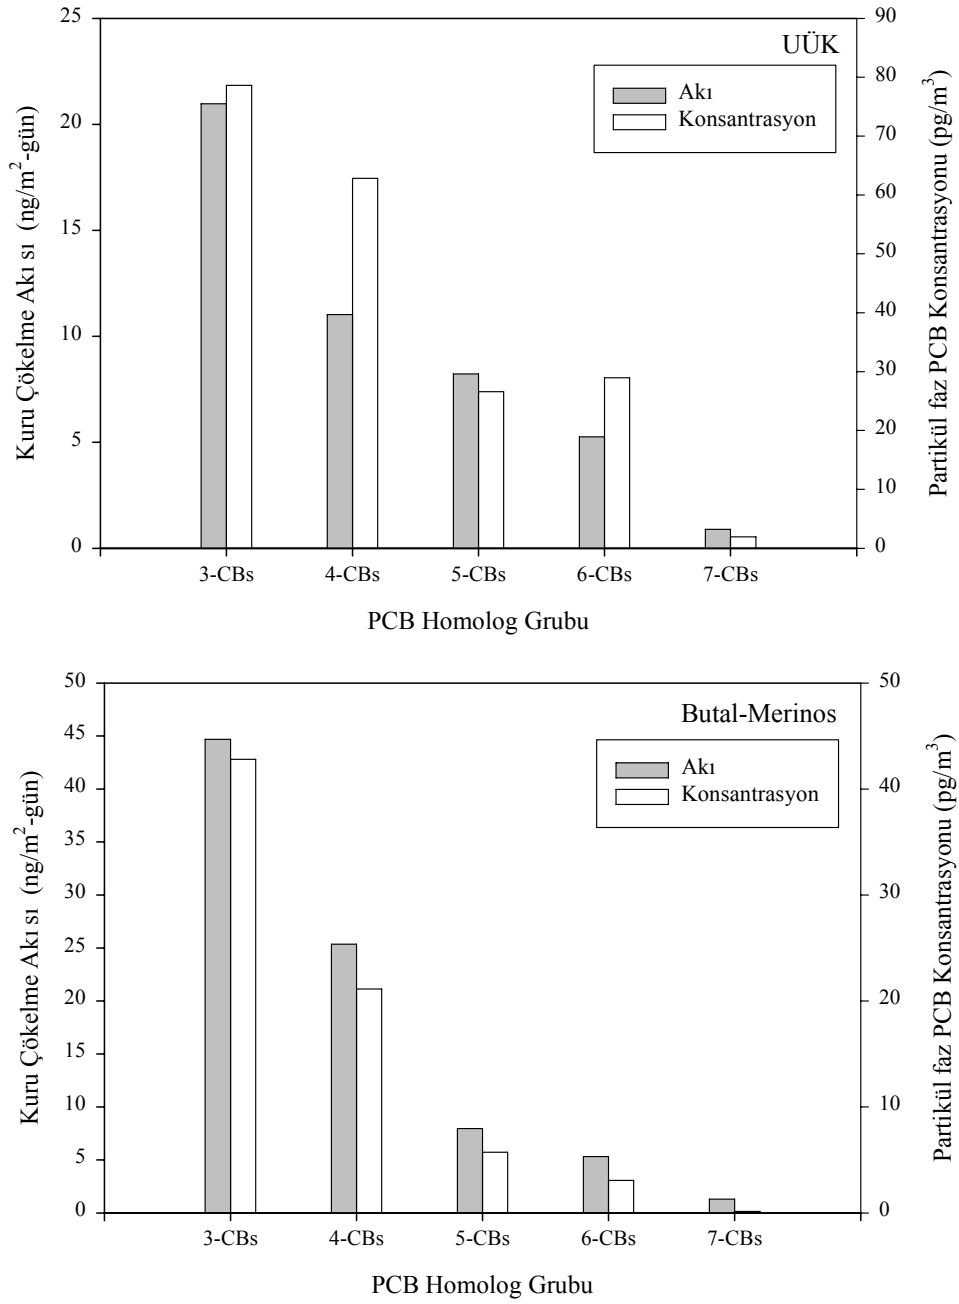 UÜK
Akı
Konsantrasyon
Kuru Çökelme Akı sı (ng/m²-gün)
25
20
15
10
5
0
90
80
70
60
50
40
30
20
10
0
Partikül faz PCB Konsantrasyonu (pg/m³)
3-CBs 4-CBs 5-CBs 6-CBs 7-CBs
PCB Homolog Grubu
Butal-Merinos
Akı
Konsantrasyon
Kuru Çökelme Akı sı (ng/m²-gün)
50
45
40
35
30
25
20
15
10
5
0
50
40
30
20
10
0
Partikül faz PCB Konsantrasyonu (pg/m³)
3-CBs 4-CBs 5-CBs 6-CBs 7-CBs
PCB Homolog Grubu